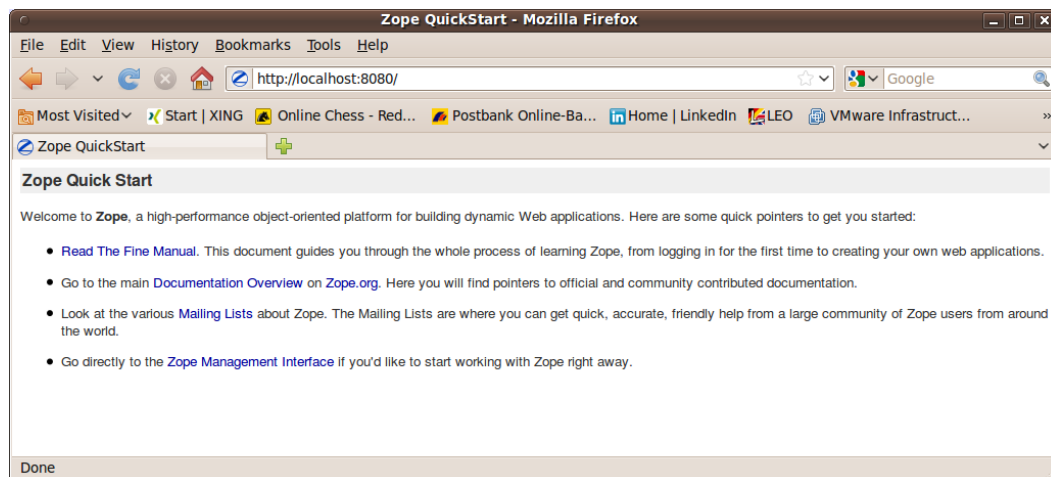 Zope QuickStart - Mozilla Firefox
File Edit View History Bookmarks Tools Help
http://localhost:8080/ Google
Most Visited Start | XING Online Chess - Red... Postbank Online-Ba... Home | LinkedIn LEO VMware Infrastruct... »
Zope QuickStart
Zope Quick Start
Welcome to Zope, a high-performance object-oriented platform for building dynamic Web applications. Here are some quick pointers to get you started:
• Read The Fine Manual. This document guides you through the whole process of learning Zope, from logging in for the first time to creating your own web applications.
• Go to the main Documentation Overview on Zope.org. Here you will find pointers to official and community contributed documentation.
• Look at the various Mailing Lists about Zope. The Mailing Lists are where you can get quick, accurate, friendly help from a large community of Zope users from around
the world.
• Go directly to the Zope Management Interface if you'd like to start working with Zope right away.
Done